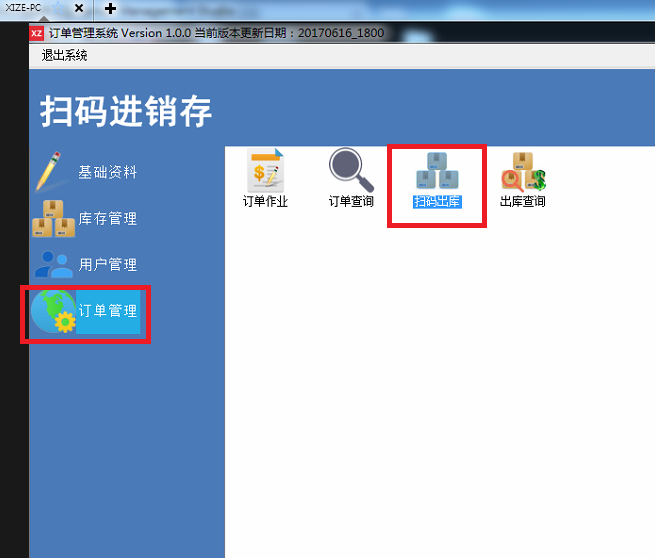 XIZE-PC
XZ 订单管理系统 Version 1.0.0 当前版本更新日期：20170616_1800
退出系统
扫码进销存
基础资料
库存管理
用户管理
订单管理
订单作业
订单查询
扫码出库
出库查询